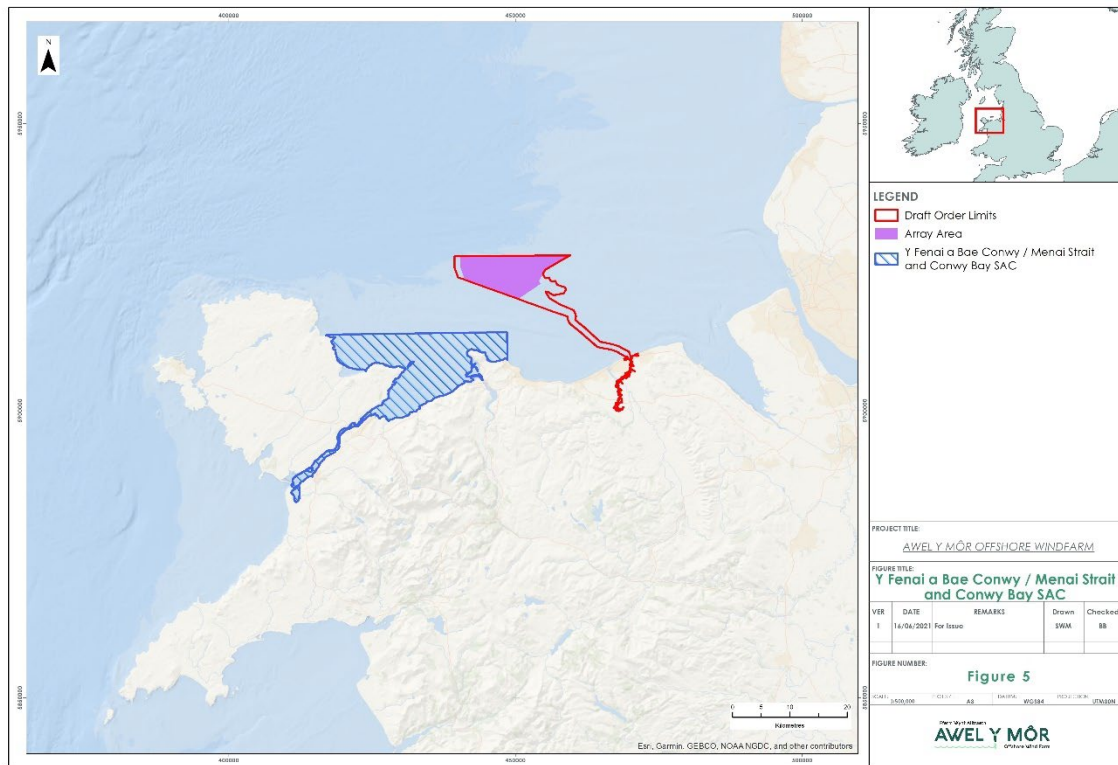 400000
450000
500000
N
LEGEND
Draft Order Limits
Array Area
Y Fenai a Bae Conwy / Menai Strait
and Conwy Bay SAC
PROJECT TITLE:
AWEL Y MÔR OFFSHORE WINDFARM
FIGURE TITLE:
Y Fenai a Bae Conwy / Menai Strait
and Conwy Bay SAC
VER DATE REMARKS Drawn Checked
1 16/06/2021 For Issue SWM BB
FIGURE NUMBER:
Figure 5
A3 WGS84 UTM30N
0 5 10 20
Kilometres
Esri, Garmin, GEBCO, NOAA NGDC, and other contributors
400000
450000
500000
AWEL Y MÔR
Offshore Wind Farm